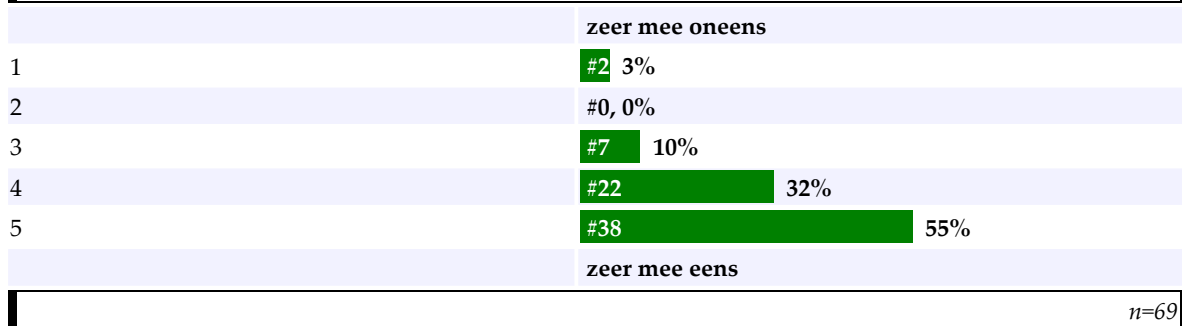 zeer mee oneens
1 #2 3%
2 #0, 0%
3 #7 10%
4 #22 32%
5 #38 55%
zeer mee eens
n=69